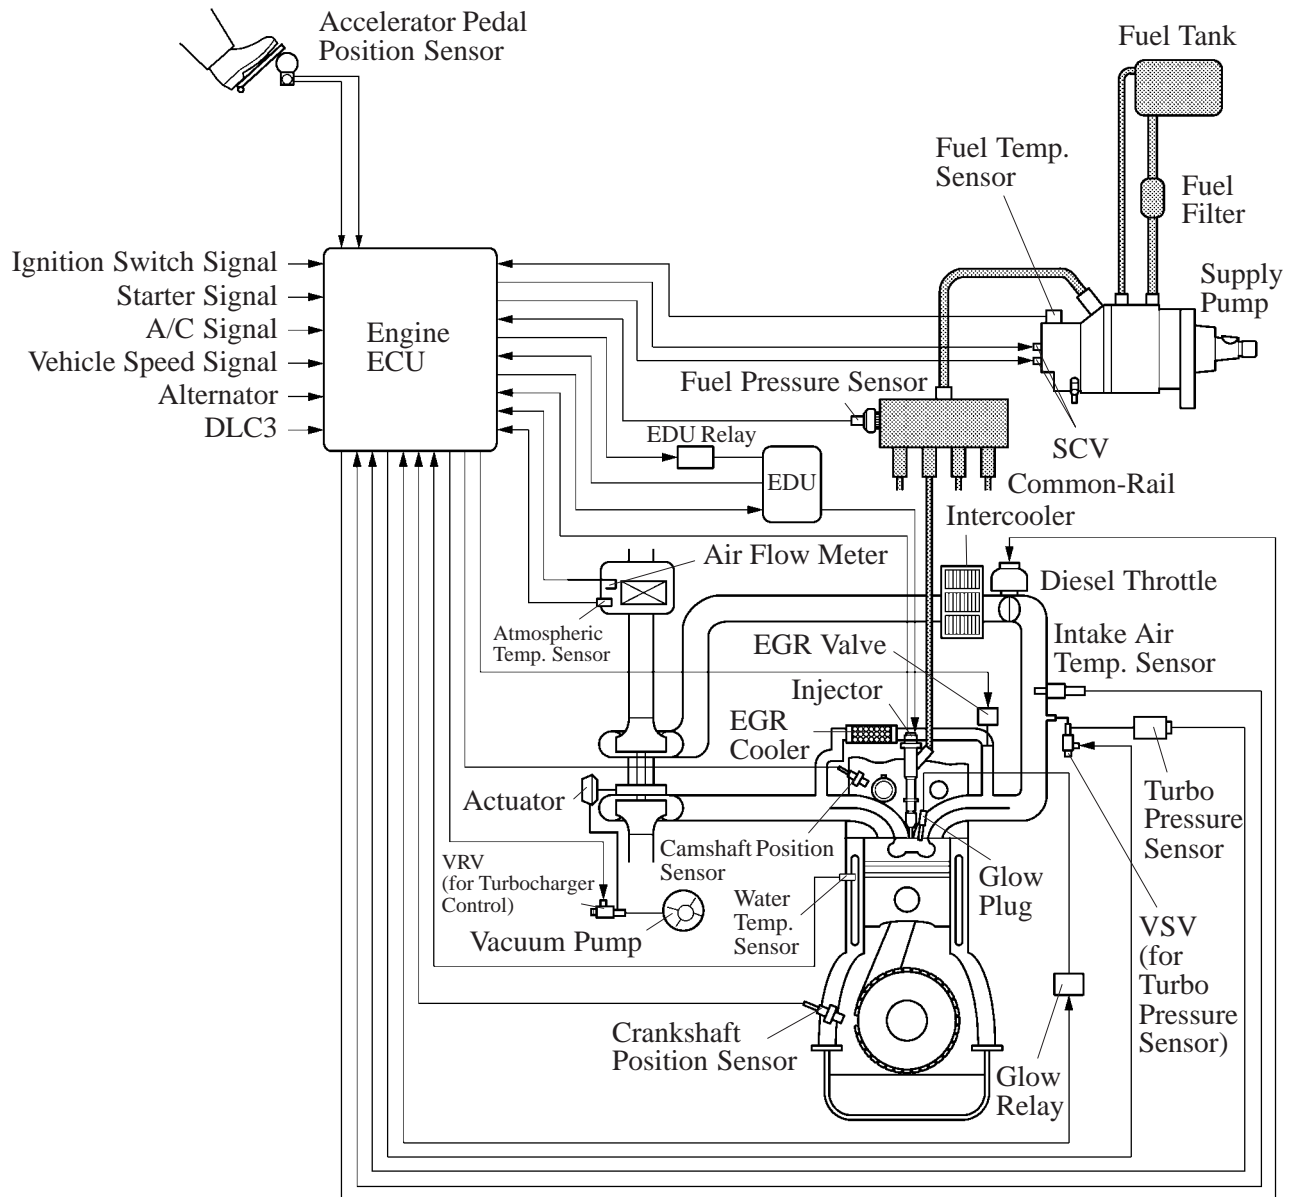 Accelerator Pedal
Position Sensor
Fuel Tank
Fuel Temp.
Sensor
Fuel
Filter
Ignition Switch Signal
Starter Signal
A/C Signal
Vehicle Speed Signal
Alternator
DLC3
Engine
ECU
Supply
Pump
Fuel Pressure Sensor
EDU Relay
EDU
SCV
Common-Rail
Intercooler
Air Flow Meter
Diesel Throttle
Atmospheric
Temp. Sensor
EGR Valve
Intake Air
Temp. Sensor
Injector
EGR
Cooler
Actuator
Turbo
Pressure
Sensor
Camshaft Position
Sensor
VRV
(for Turbocharger
Control)
Glow
Plug
Water
Temp.
Sensor
Vacuum Pump
VSV
(for
Turbo
Pressure
Sensor)
Crankshaft
Position Sensor
Glow
Relay